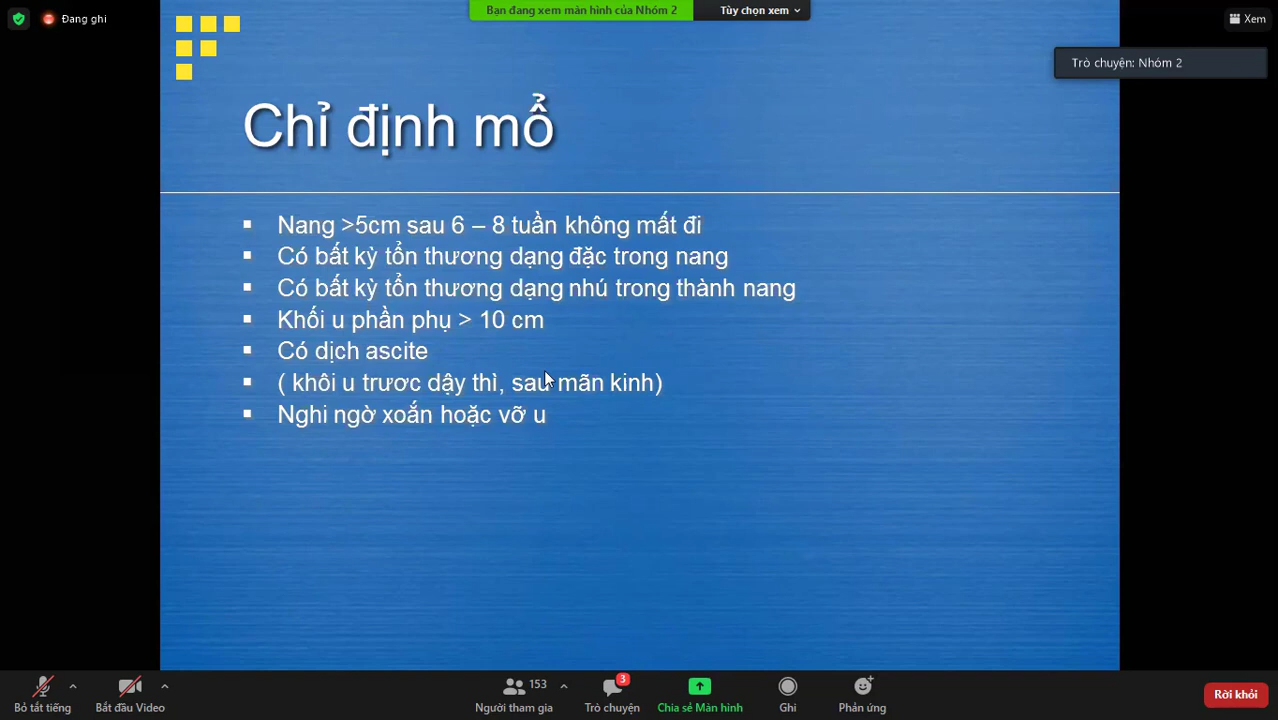 Đang ghi
Bạn đang xem màn hình của Nhóm 2
Tùy chọn xem
Xem
Trò chuyện: Nhóm 2
Chỉ định mổ
Nang >5cm sau 6 – 8 tuần không mất đi
Có bất kỳ tổn thương dạng đặc trong nang
Có bất kỳ tổn thương dạng nhú trong thành nang
Khối u phần phụ > 10 cm
Có dịch ascite
( khôi u trươc dậy thì, sau mãn kinh)
Nghi ngờ xoắn hoặc vỡ u
153
3
Bỏ tắt tiếng
Bắt đầu Video
Người tham gia
Trò chuyện
Chia sẻ Màn hình
Ghi
Phản ứng
Rời khỏi